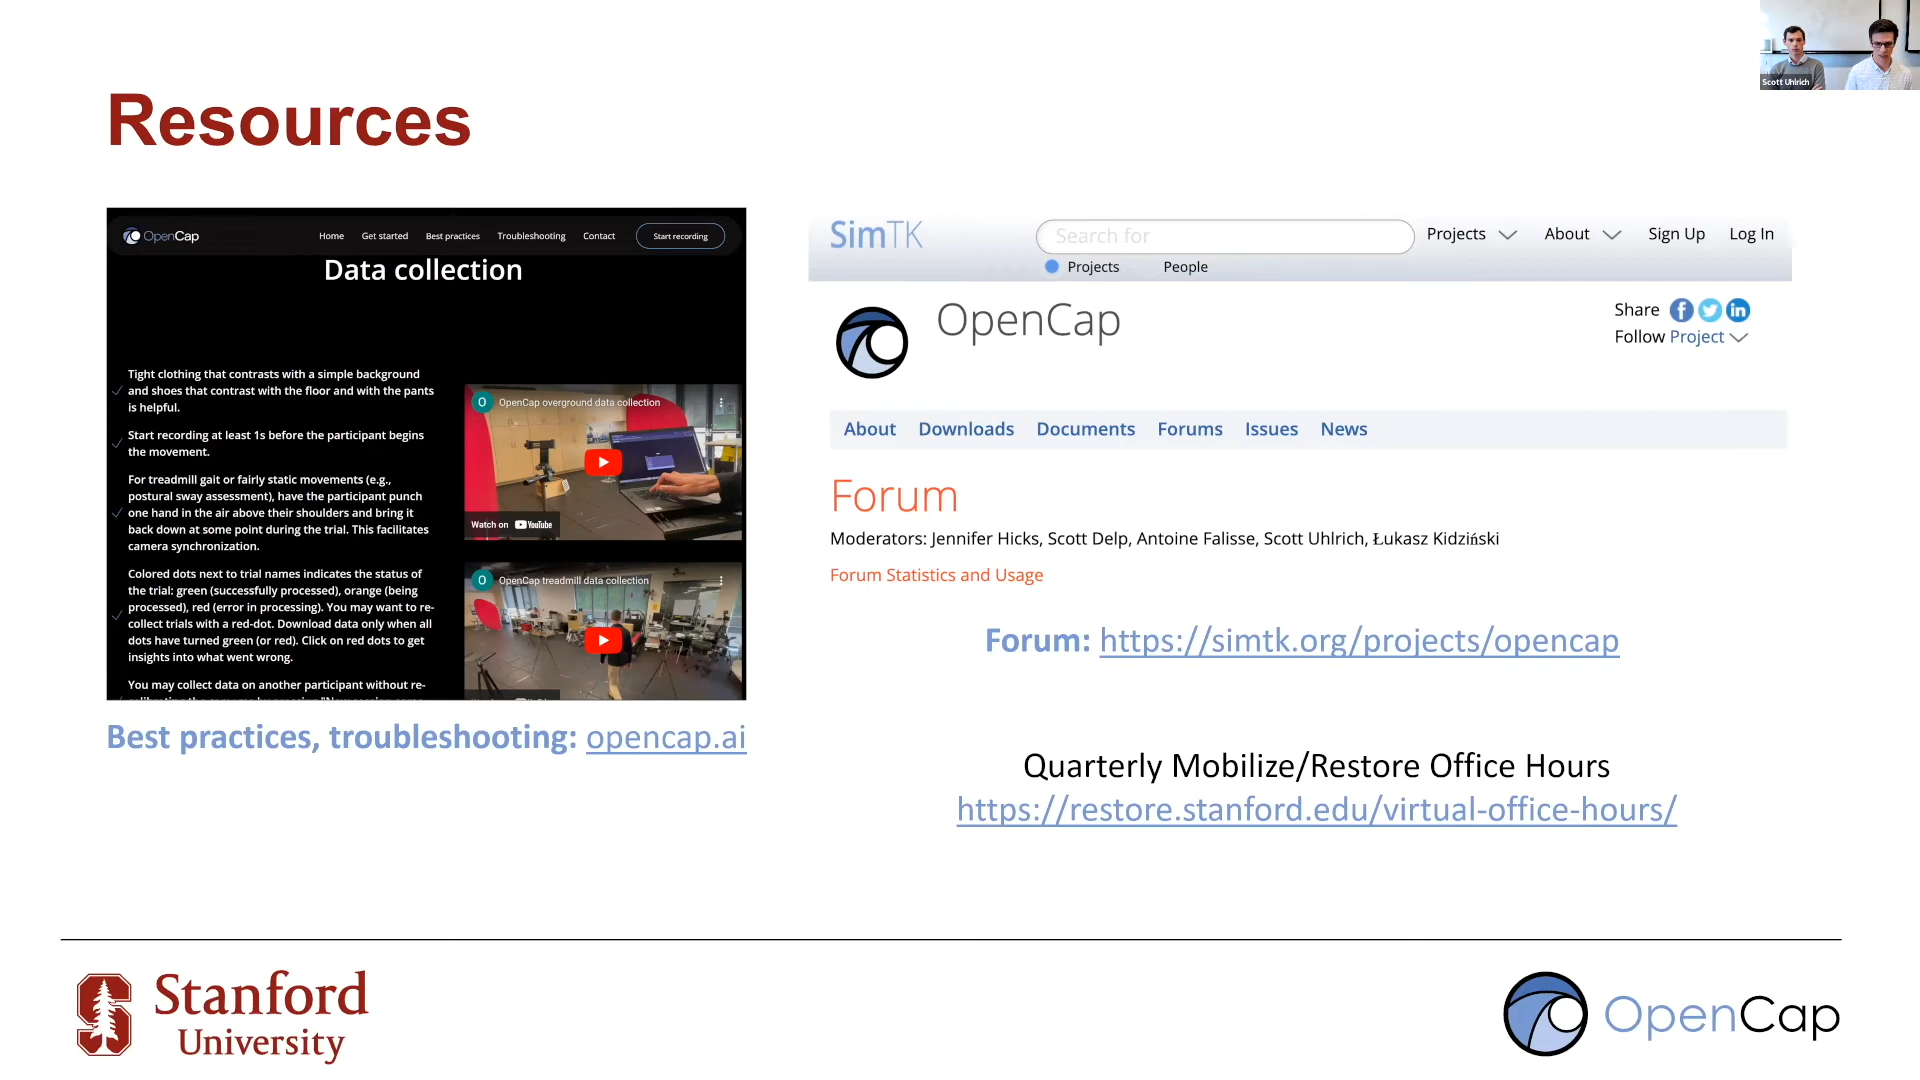 Scott Uhlrich
Resources
OpenCap
Home Get started Best practices Troubleshooting Contact Start recording
Data collection
Tight clothing that contrasts with a simple background
and shoes that contrast with the floor and with the pants
is helpful.
Start recording at least 1s before the participant begins
the movement.
For treadmill gait or fairly static movements (e.g.,
postural sway assessment), have the participant punch
one hand in the air above their shoulders and bring it
back down at some point during the trial. This facilitates
camera synchronization.
Colored dots next to trial names indicates the status of
the trial: green (successfully processed), orange (being
processed), red (error in processing). You may want to re-
collect trials with a red-dot. Download data only when all
dots have turned green (or red). Click on red dots to get
insights into what went wrong.
You may collect data on another participant without re-
O OpenCap overground data collection
Watch on YouTube
O OpenCap treadmill data collection
Best practices, troubleshooting: opencap.ai
SimTK
Search for
Projects About Sign Up Log In
Projects People
OpenCap
Share f in
Follow Project
About Downloads Documents Forums Issues News
Forum
Moderators: Jennifer Hicks, Scott Delp, Antoine Falisse, Scott Uhlrich, Łukasz Kidziński
Forum Statistics and Usage
Forum: https://simtk.org/projects/opencap
Quarterly Mobilize/Restore Office Hours
https://restore.stanford.edu/virtual-office-hours/
Stanford
University
OpenCap